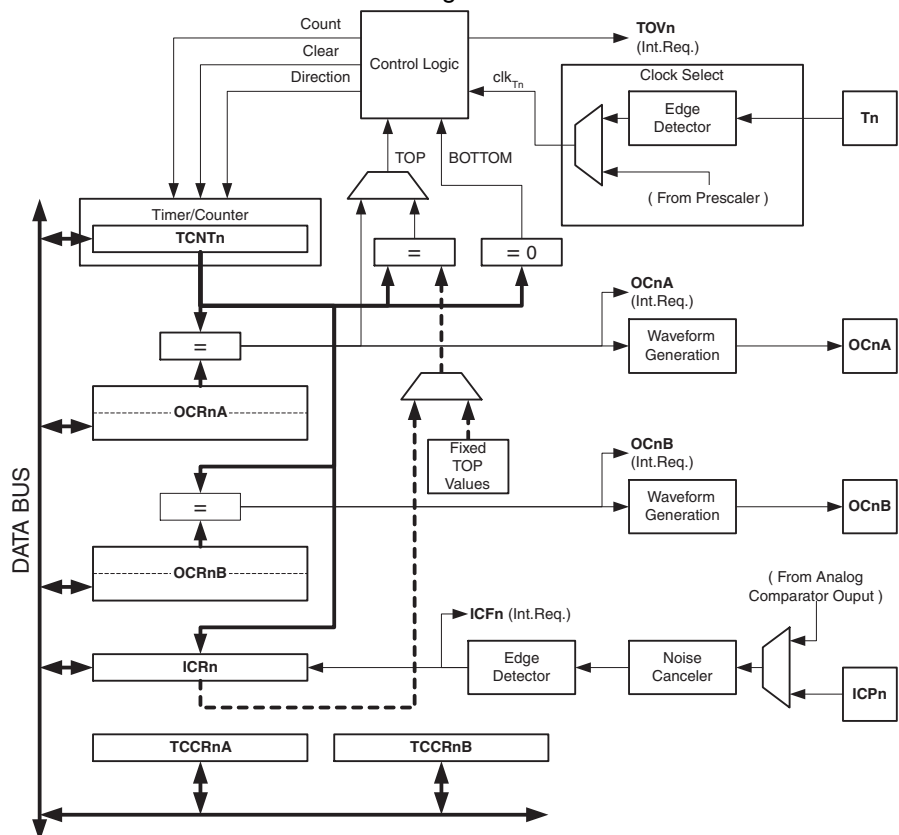 Count
Clear
Direction
Control Logic
TOVn
(Int.Req.)
clkTn
Clock Select
Edge
Detector
Tn
( From Prescaler )
TOP
BOTTOM
Timer/Counter
TCNTn
=
= 0
OCnA
(Int.Req.)
=
Waveform
Generation
OCnA
OCRnA
Fixed
TOP
Values
OCnB
(Int.Req.)
=
Waveform
Generation
OCnB
OCRnB
DATA BUS
( From Analog
Comparator Ouput )
ICFn (Int.Req.)
ICRn
Edge
Detector
Noise
Canceler
ICPn
TCCRnA
TCCRnB